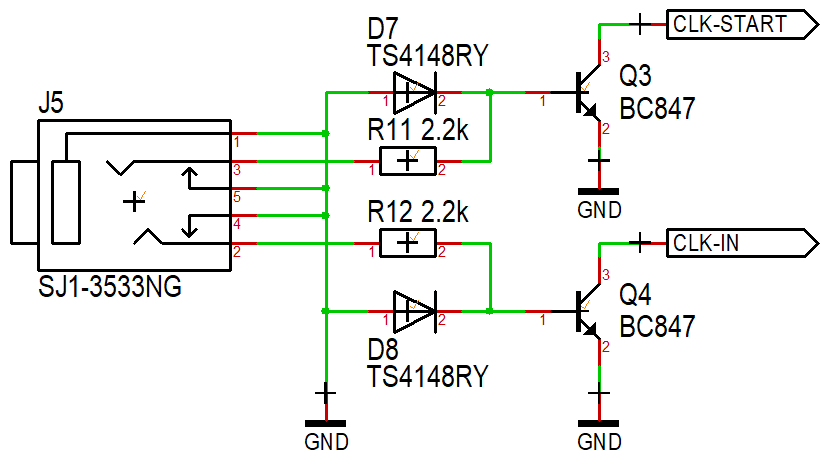 D7
TS4148RY
CLK-START
1
2
1
3
2
Q3
BC847
GND
J5
1
3
5
4
2
SJ1-3533NG
R11 2.2k
1
2
R12 2.2k
1
2
CLK-IN
1
2
1
3
2
Q4
BC847
D8
TS4148RY
GND
GND